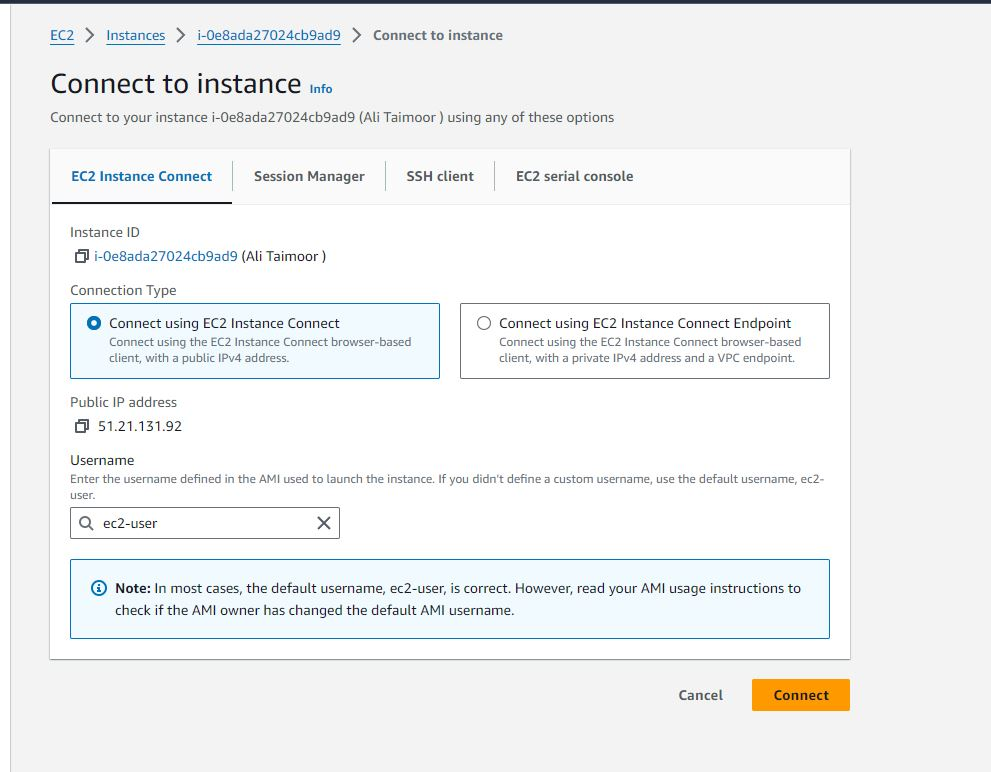 EC2 > Instances > i-0e8ada27024cb9ad9 > Connect to instance
Connect to instance Info
Connect to your instance i-0e8ada27024cb9ad9 (Ali Taimoor ) using any of these options
EC2 Instance Connect Session Manager SSH client EC2 serial console
Instance ID
i-0e8ada27024cb9ad9 (Ali Taimoor )
Connection Type
Connect using EC2 Instance Connect
Connect using the EC2 Instance Connect browser-based
client, with a public IPv4 address.
Connect using EC2 Instance Connect Endpoint
Connect using the EC2 Instance Connect browser-based
client, with a private IPv4 address and a VPC endpoint.
Public IP address
51.21.131.92
Username
Enter the username defined in the AMI used to launch the instance. If you didn't define a custom username, use the default username, ec2-
user.
ec2-user
Note: In most cases, the default username, ec2-user, is correct. However, read your AMI usage instructions to
check if the AMI owner has changed the default AMI username.
Cancel Connect